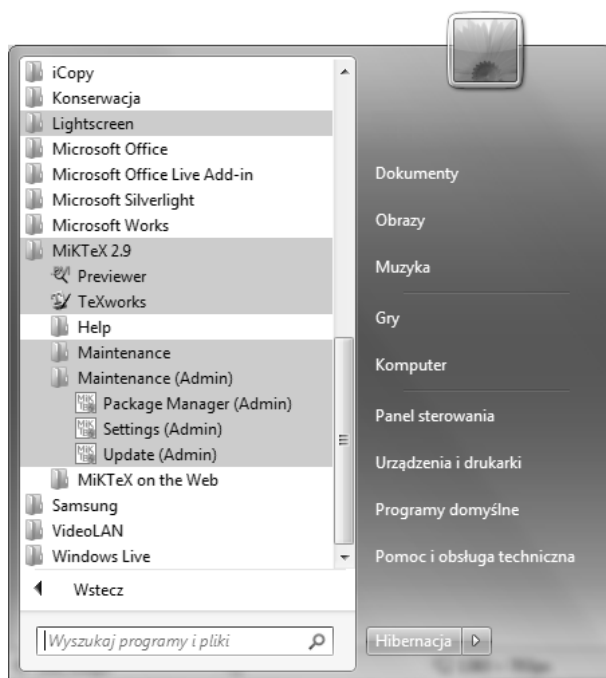 iCopy
Konserwacja
Lightscreen
Microsoft Office
Microsoft Office Live Add-in
Microsoft Silverlight
Microsoft Works
MiKTeX 2.9
Previewer
TeXworks
Help
Maintenance
Maintenance (Admin)
Package Manager (Admin)
Settings (Admin)
Update (Admin)
MiKTeX on the Web
Samsung
VideoLAN
Windows Live
Wstecz
Wyszukaj programy i pliki
Dokumenty
Obrazy
Muzyka
Gry
Komputer
Panel sterowania
Urządzenia i drukarki
Programy domyślne
Pomoc i obsługa techniczna
Hibernacja